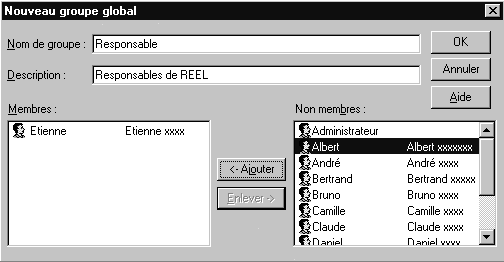 Nouveau groupe global
Nom de groupe : Responsable
OK
Description : Responsables de REEL
Annuler
Aide
Membres :
Non membres :
Etienne Etienne xxxx
Administrateur
Albert Albert xxxxxxx
André André xxxx
Bertrand Bertrand xxxxx
Bruno Bruno xxxx
Camille Camille xxxx
Claude Claude xxxx
Daniel Daniel xxxx
<- Ajouter
Enlever ->